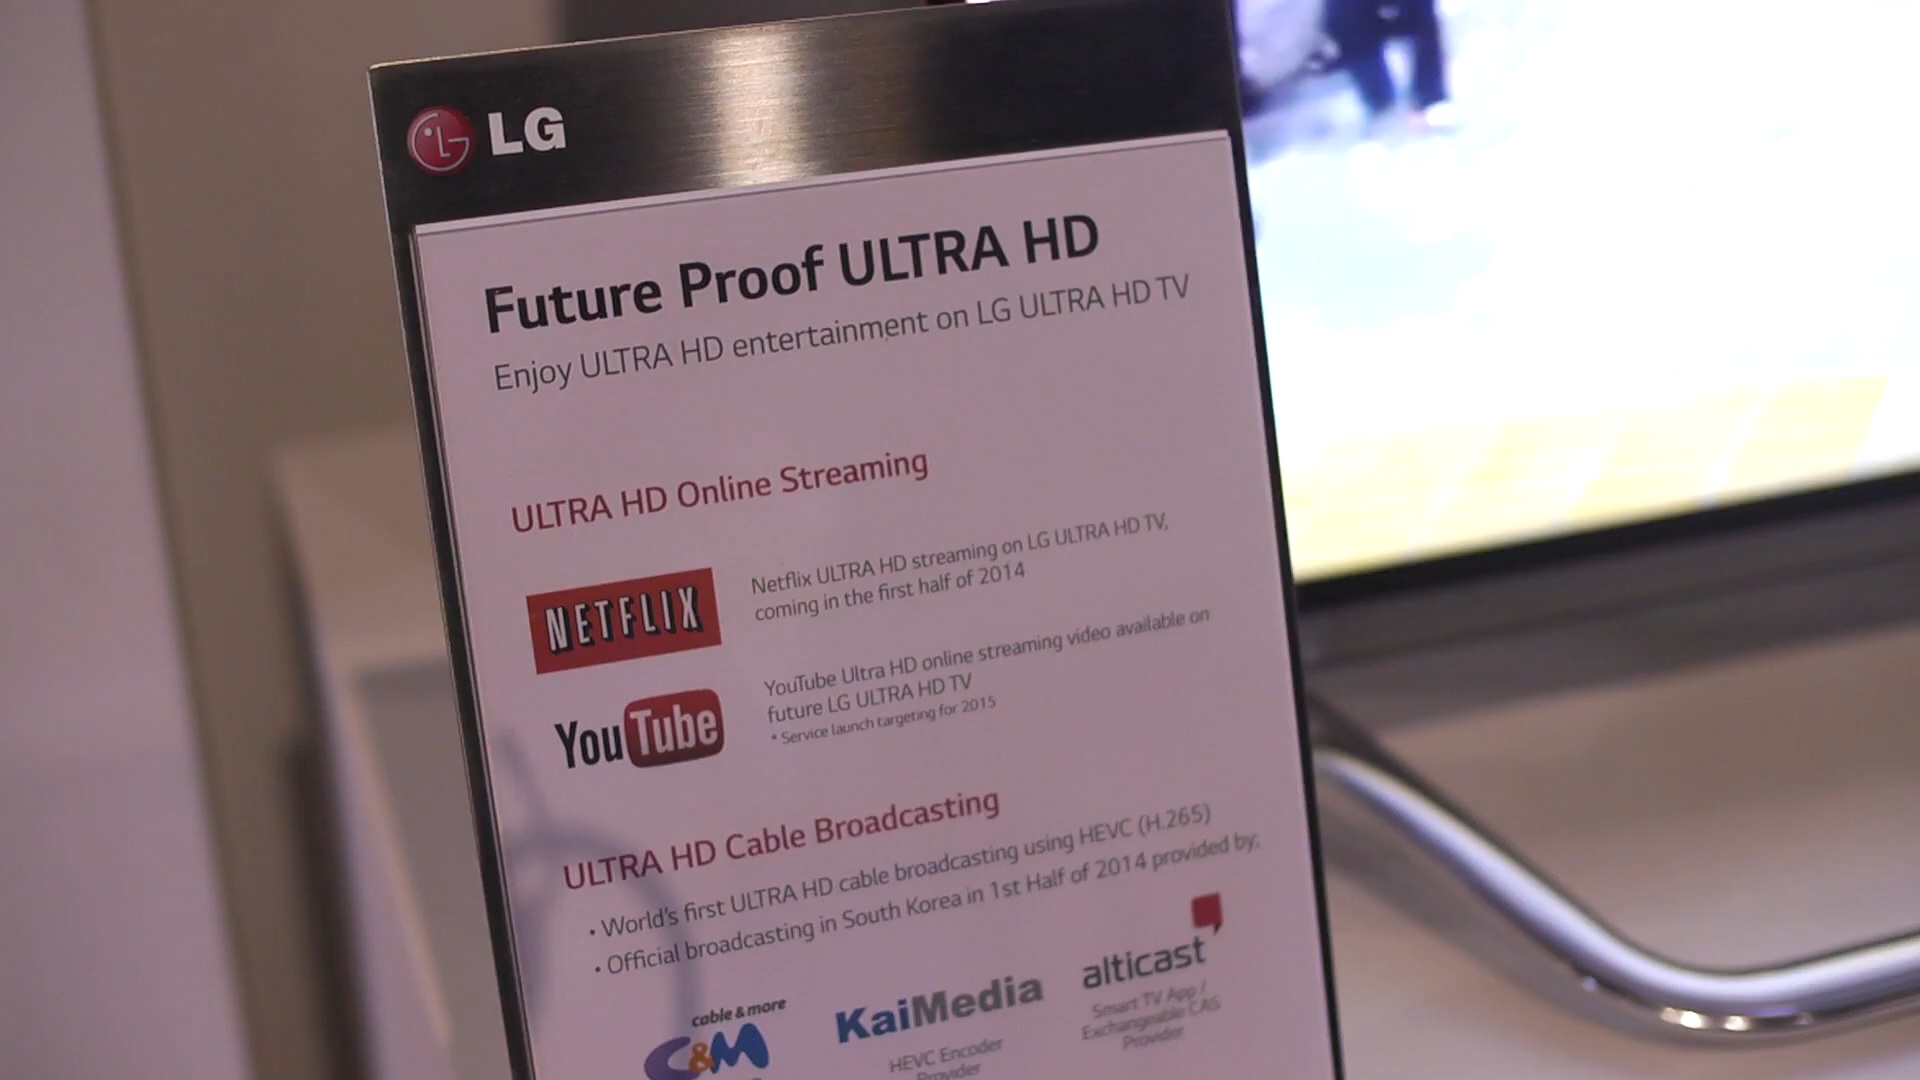 LG
Future Proof ULTRA HD
Enjoy ULTRA HD entertainment on LG ULTRA HD TV
ULTRA HD Online Streaming
NETFLIX
Netflix ULTRA HD streaming on LG ULTRA HD TV,
coming in the first half of 2014
YouTube
YouTube Ultra HD online streaming video available on
future LG ULTRA HD TV
* Service launch targeting for 2015
ULTRA HD Cable Broadcasting
• World's first ULTRA HD cable broadcasting using HEVC (H.265)
• Official broadcasting in South Korea in 1st Half of 2014 provided by:
cable & more
C&M
KaiMedia
HEVC Encoder
Provider
alticast
Smart TV App /
Exchangeable CAS
Provider